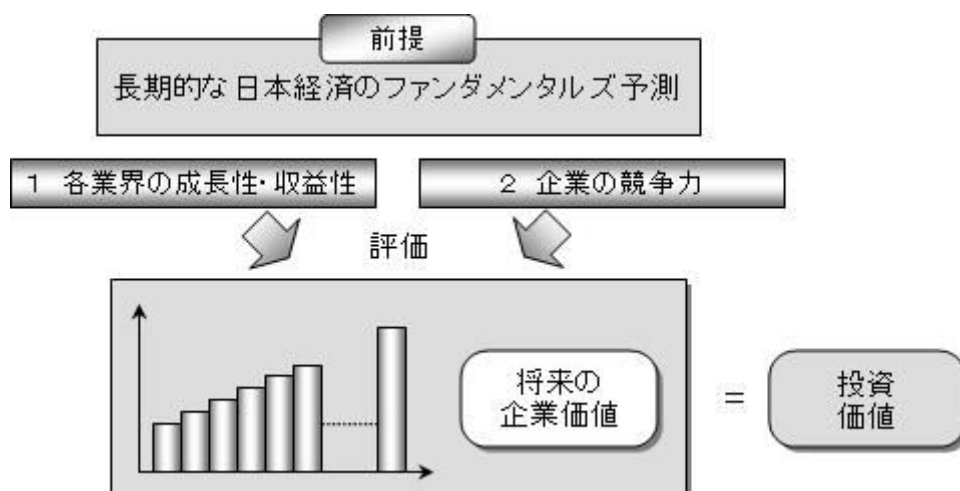 前提
長期的な日本経済のファンダメンタルズ予測
1 各業界の成長性・収益性
2 企業の競争力
評価
将来の
企業価値
=
投資
価値